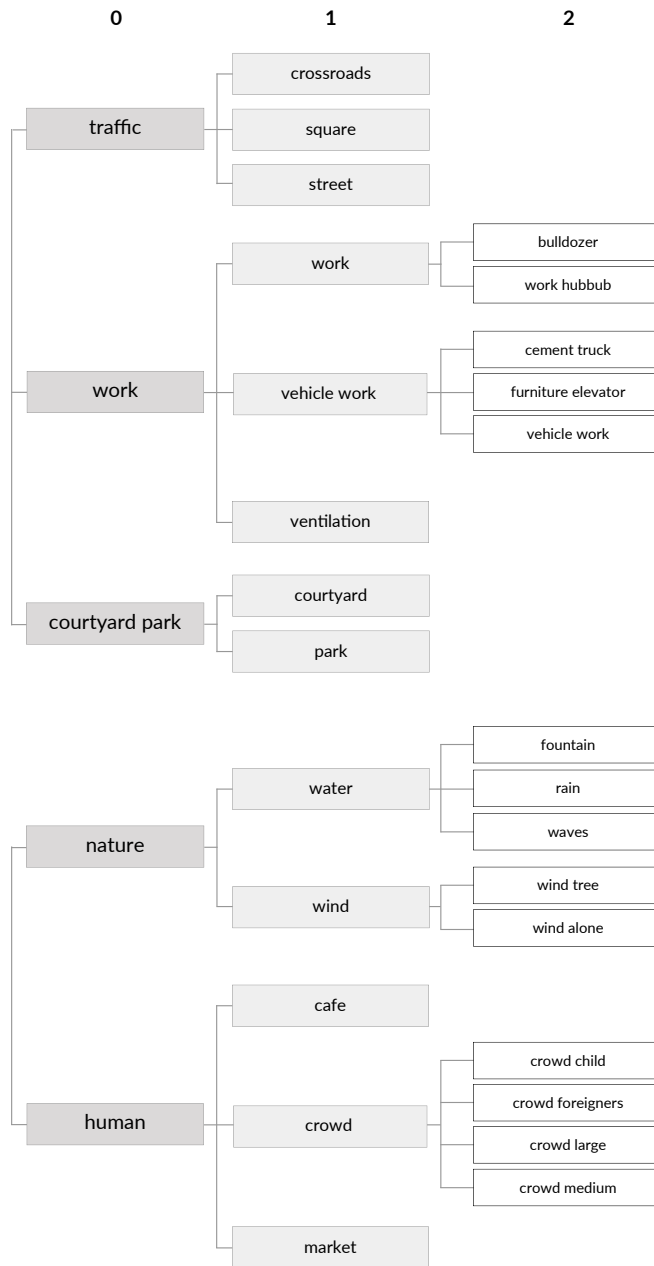 0 1 2
traffic
crossroads
square
street
work
work
bulldozer
work hubbub
vehicle work
cement truck
furniture elevator
vehicle work
ventilation
courtyard park
courtyard
park
nature
water
fountain
rain
waves
wind
wind tree
wind alone
human
cafe
crowd
crowd child
crowd foreigners
crowd large
crowd medium
market